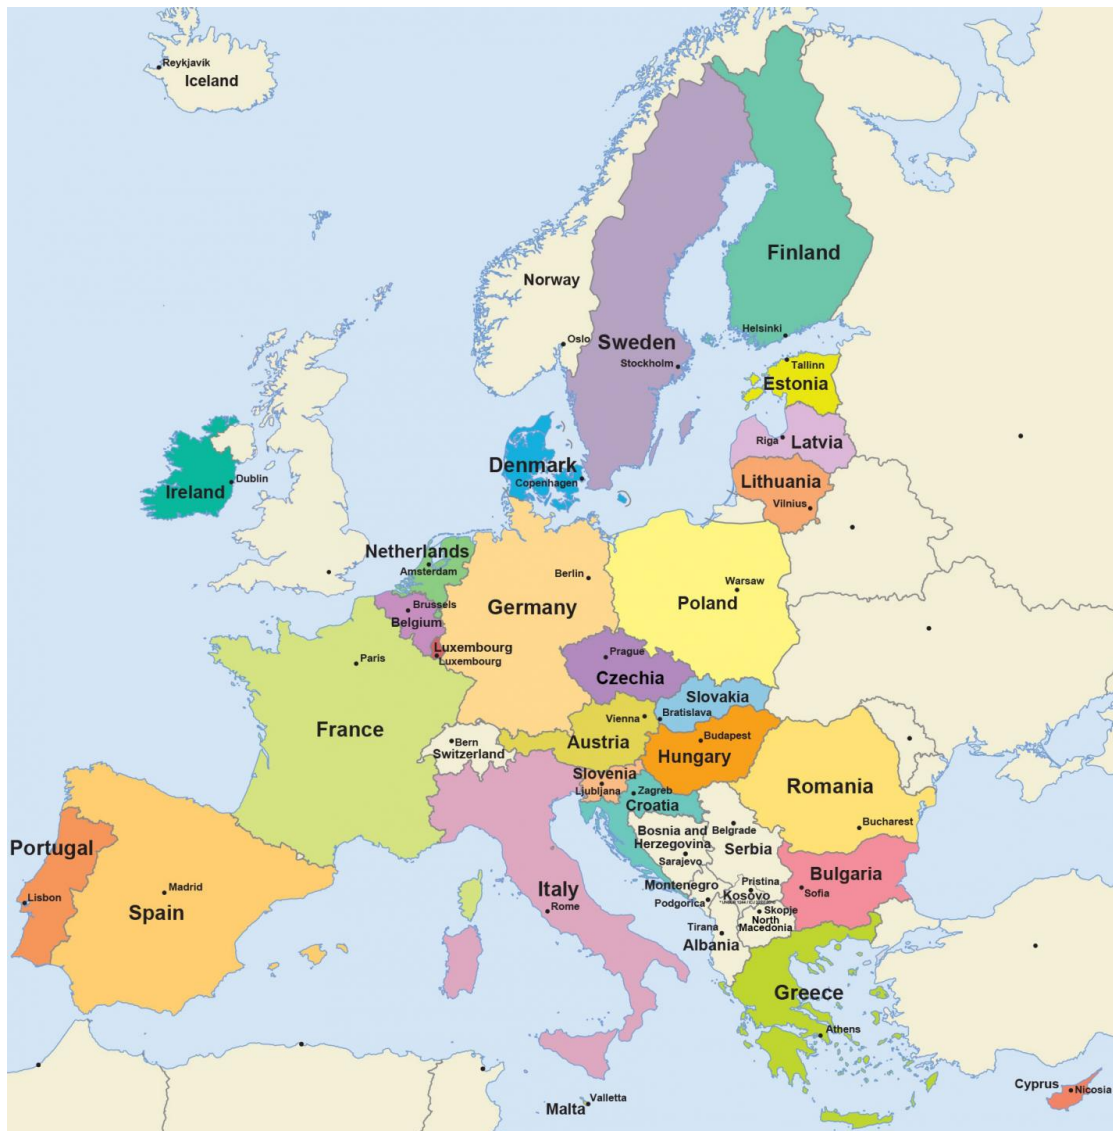 Reykjavík
Iceland
Norway
Finland
Helsinki
Oslo
Sweden
Stockholm
Tallinn
Estonia
Riga
Latvia
Denmark
Copenhagen
Lithuania
Vilnius
Dublin
Ireland
Netherlands
Amsterdam
Berlin
Germany
Warsaw
Poland
Brussels
Belgium
Luxembourg
Luxembourg
Paris
Prague
Czechia
Slovakia
Bratislava
Vienna
Austria
France
Bern
Switzerland
Budapest
Hungary
Slovenia
Ljubljana
Zagreb
Croatia
Romania
Bucharest
Bosnia and
Herzegovina
Sarajevo
Belgrade
Serbia
Portugal
Lisbon
Madrid
Spain
Italy
Rome
Montenegro
Podgorica
Pristina
Kosovo
Bulgaria
Sofia
Skopje
North
Macedonia
Tirana
Albania
Greece
Athens
Valletta
Malta
Cyprus
Nicosia